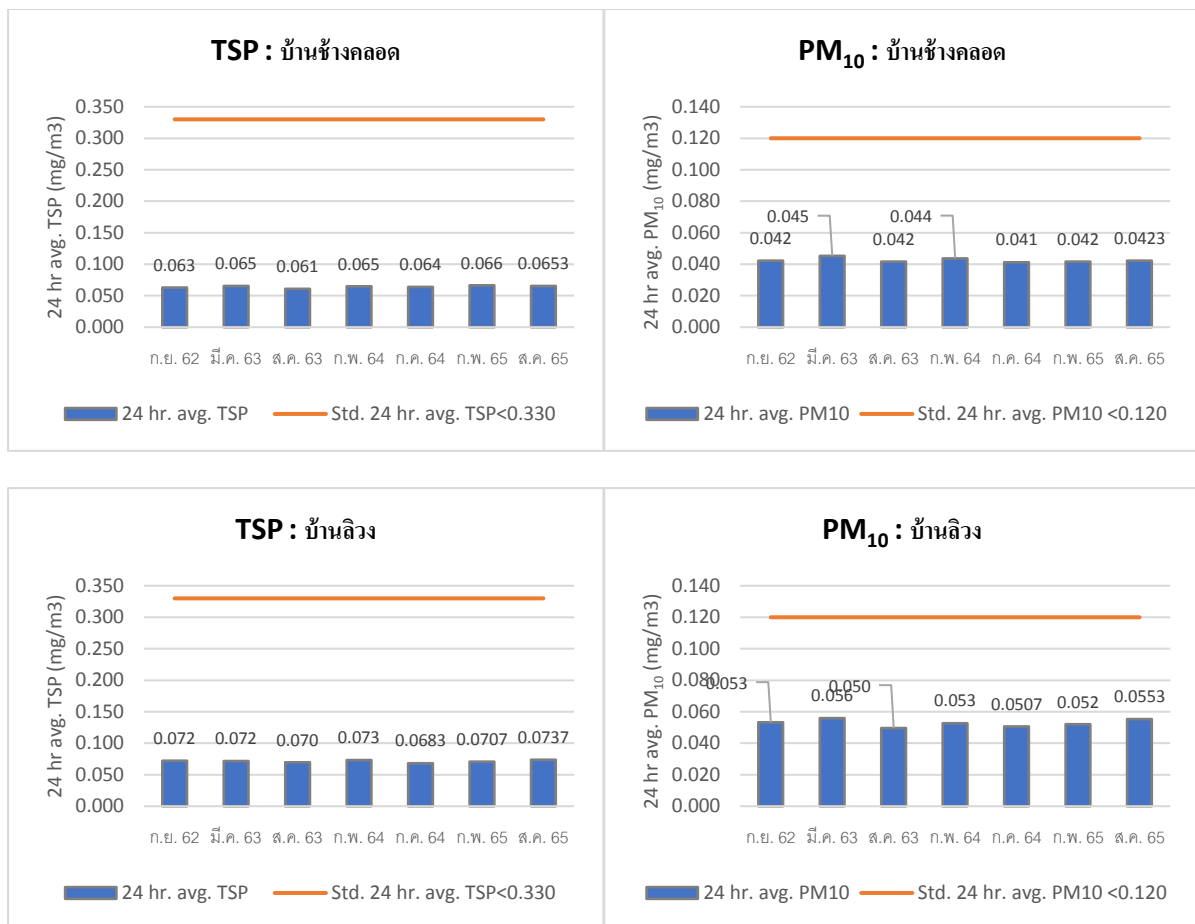 TSP : บ้านช้างคลอด
24 hr avg. TSP (mg/m3)
0.350
0.300
0.250
0.200
0.150
0.100
0.050
0.000
0.063 0.065 0.061 0.065 0.064 0.066 0.0653
ก.ย. 62 มี.ค. 63 ส.ค. 63 ก.พ. 64 ก.ค. 64 ก.พ. 65 ส.ค. 65
24 hr. avg. TSP Std. 24 hr. avg. TSP<0.330
PM10 : บ้านช้างคลอด
24 hr avg. PM10 (mg/m3)
0.140
0.120
0.100
0.080
0.060
0.040
0.020
0.000
0.042 0.045 0.042 0.044 0.041 0.042 0.0423
ก.ย. 62 มี.ค. 63 ส.ค. 63 ก.พ. 64 ก.ค. 64 ก.พ. 65 ส.ค. 65
24 hr. avg. PM10 Std. 24 hr. avg. PM10 <0.120
TSP : บ้านลิวง
24 hr avg. TSP (mg/m3)
0.350
0.300
0.250
0.200
0.150
0.100
0.050
0.000
0.072 0.072 0.070 0.073 0.0683 0.0707 0.0737
ก.ย. 62 มี.ค. 63 ส.ค. 63 ก.พ. 64 ก.ค. 64 ก.พ. 65 ส.ค. 65
24 hr. avg. TSP Std. 24 hr. avg. TSP<0.330
PM10 : บ้านลิวง
24 hr avg. PM10 (mg/m3)
0.140
0.120
0.100
0.080
0.060
0.040
0.020
0.000
0.053 0.056 0.050 0.053 0.0507 0.052 0.0553
ก.ย. 62 มี.ค. 63 ส.ค. 63 ก.พ. 64 ก.ค. 64 ก.พ. 65 ส.ค. 65
24 hr. avg. PM10 Std. 24 hr. avg. PM10 <0.120